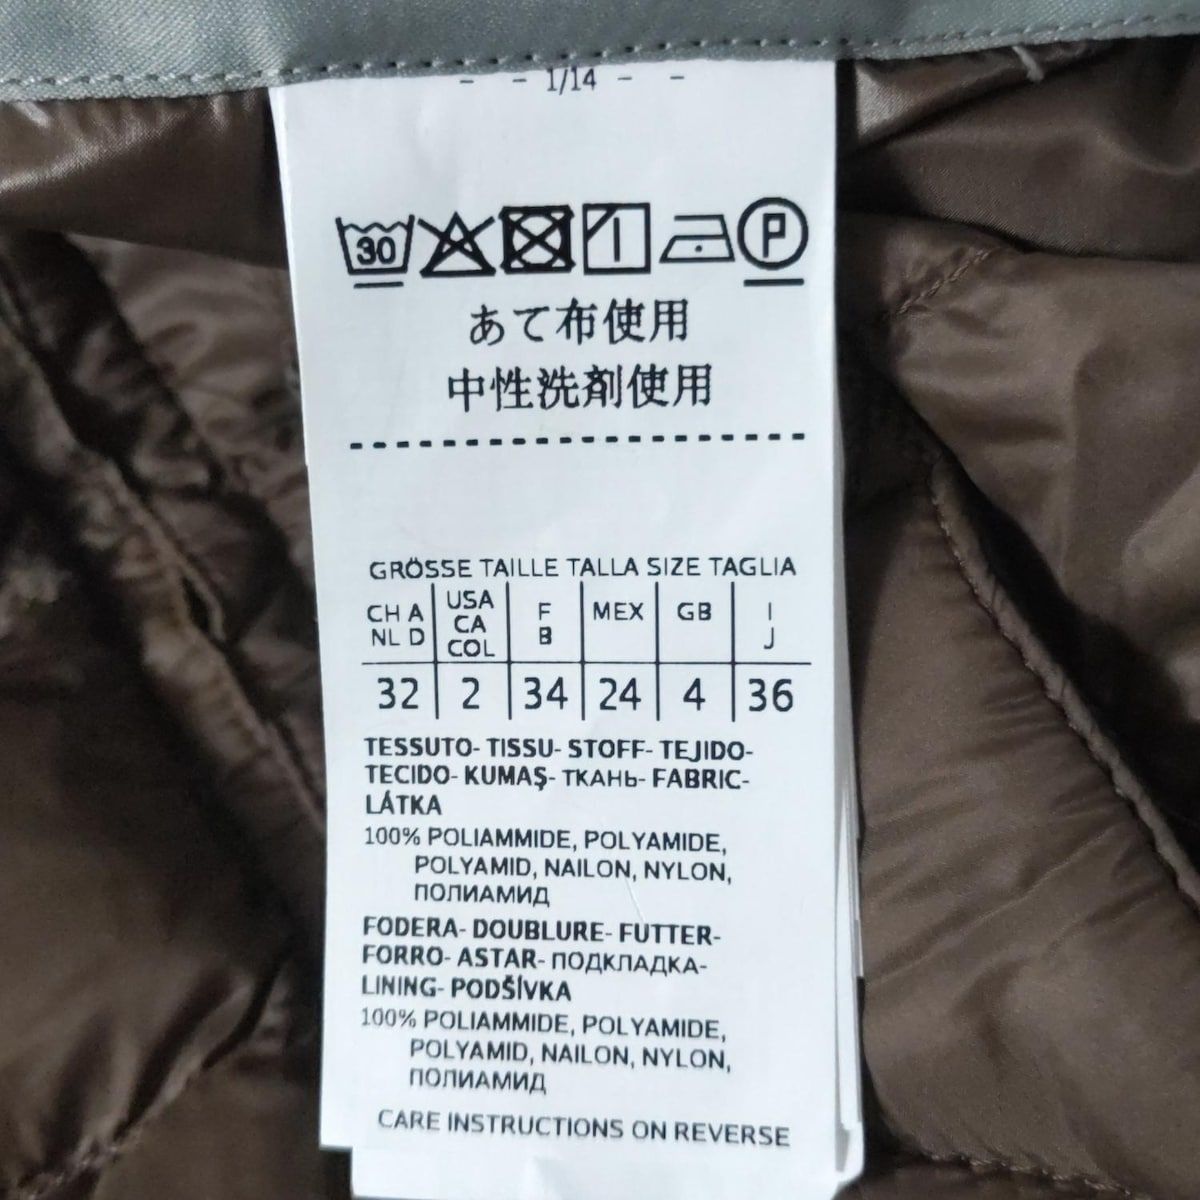 - - 1/14 - -
30 P
あて布使用
中性洗剤使用
GRÖSSE TAILLE TALLA SIZE TAGLIA
CH A NL D USA CA COL F B MEX GB I J
32 2 34 24 4 36
TESSUTO- TISSU- STOFF- TEJIDO-
TECIDO- KUMAŞ- ТКАНЬ- FABRIC-
LÁTKA
100% POLIAMMIDE, POLYAMIDE,
POLYAMID, NAILON, NYLON,
ПОЛИАМИД
FODERA- DOUBLURE- FUTTER-
FORRO- ASTAR- ПОДКЛАДКА-
LINING- PODŠÍVKA
100% POLIAMMIDE, POLYAMIDE,
POLYAMID, NAILON, NYLON,
ПОЛИАМИД
CARE INSTRUCTIONS ON REVERSE